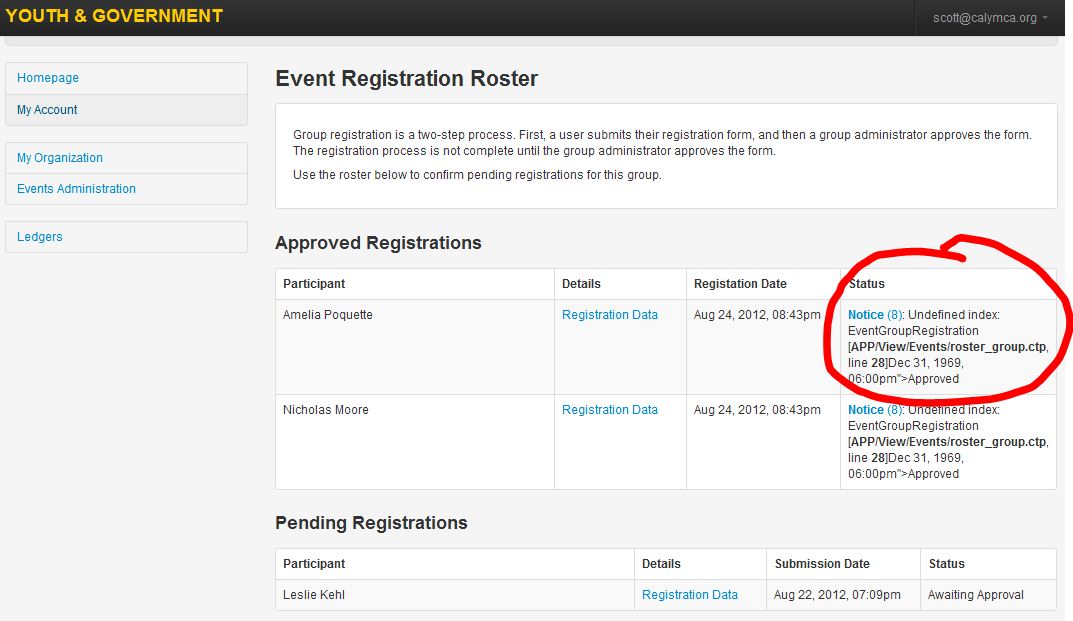 YOUTH & GOVERNMENT
scott@calymca.org
Homepage
My Account
My Organization
Events Administration
Ledgers
Event Registration Roster
Group registration is a two-step process. First, a user submits their registration form, and then a group administrator approves the form.
The registration process is not complete until the group administrator approves the form.
Use the roster below to confirm pending registrations for this group.
Approved Registrations
Participant Details Registation Date Status
Amelia Poquette Registration Data Aug 24, 2012, 08:43pm Notice (8): Undefined index:
EventGroupRegistration
[APP/View/Events/roster_group.ctp,
line 28]Dec 31, 1969,
06:00pm">Approved
Nicholas Moore Registration Data Aug 24, 2012, 08:43pm Notice (8): Undefined index:
EventGroupRegistration
[APP/View/Events/roster_group.ctp,
line 28]Dec 31, 1969,
06:00pm">Approved
Pending Registrations
Participant Details Submission Date Status
Leslie Kehl Registration Data Aug 22, 2012, 07:09pm Awaiting Approval